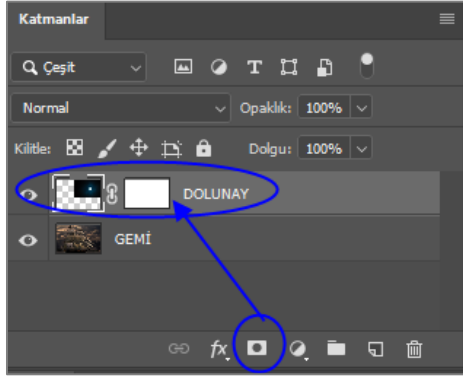 Katmanlar
Çeşit T
Normal Opaklık: 100%
Kilitle: Dolgu: 100%
DOLUNAY
GEMİ
fx